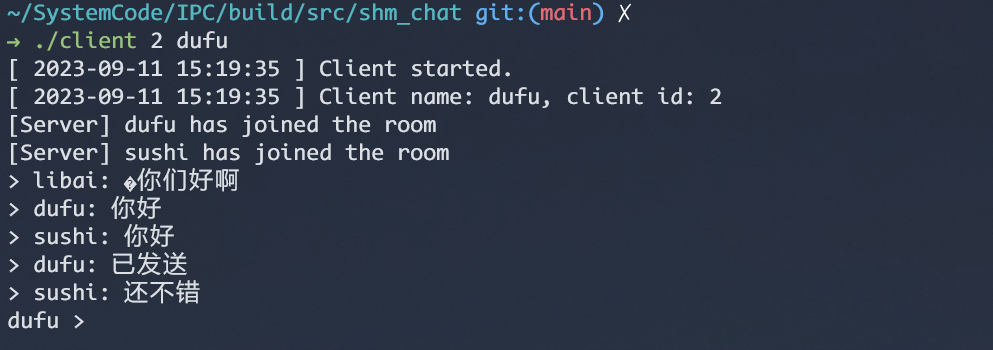 ~/SystemCode/IPC/build/src/shm_chat git:(main) ✗
→ ./client 2 dufu
[ 2023-09-11 15:19:35 ] Client started.
[ 2023-09-11 15:19:35 ] Client name: dufu, client id: 2
[Server] dufu has joined the room
[Server] sushi has joined the room
> libai: �你们好啊
> dufu: 你好
> sushi: 你好
> dufu: 已发送
> sushi: 还不错
dufu >